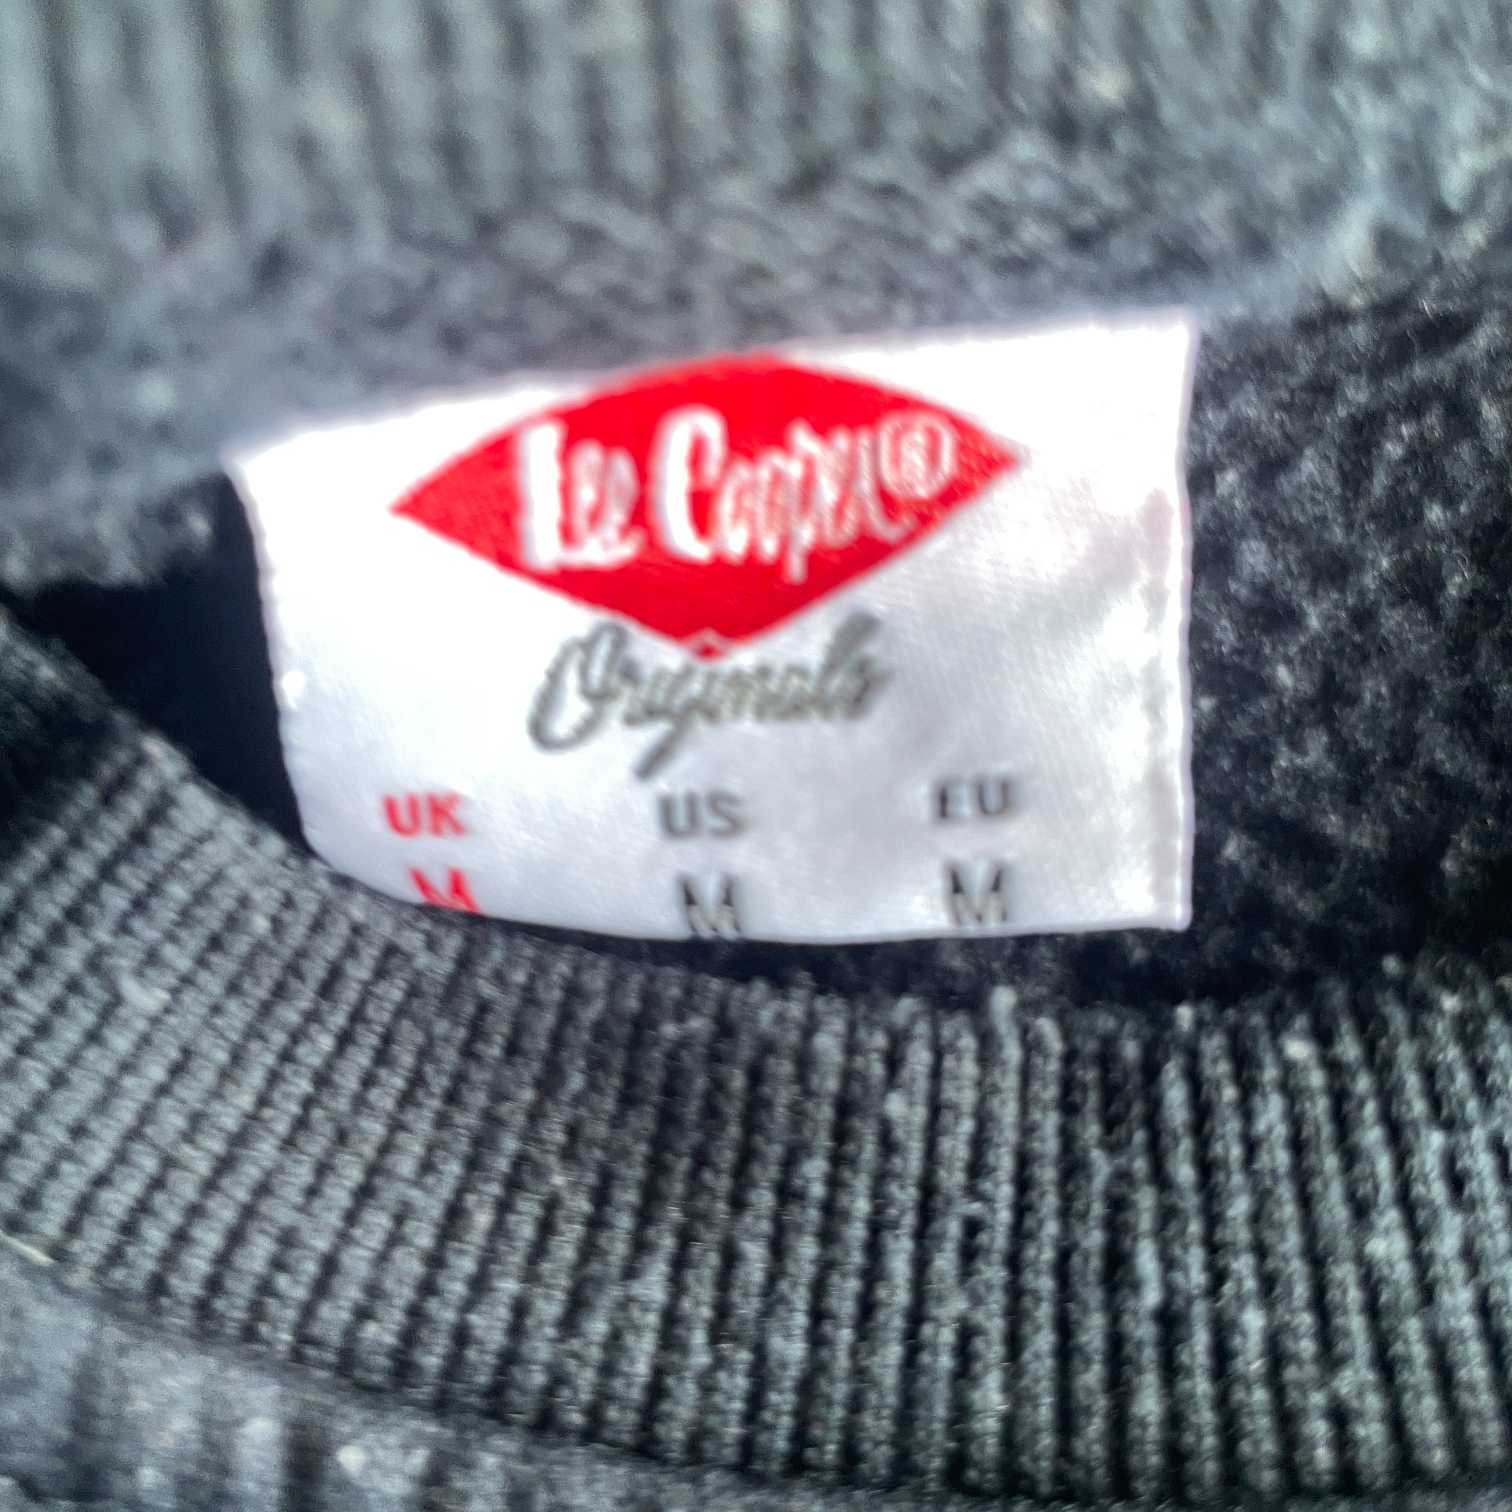 Lee Cooper®
Originals
UK US EU
M M M